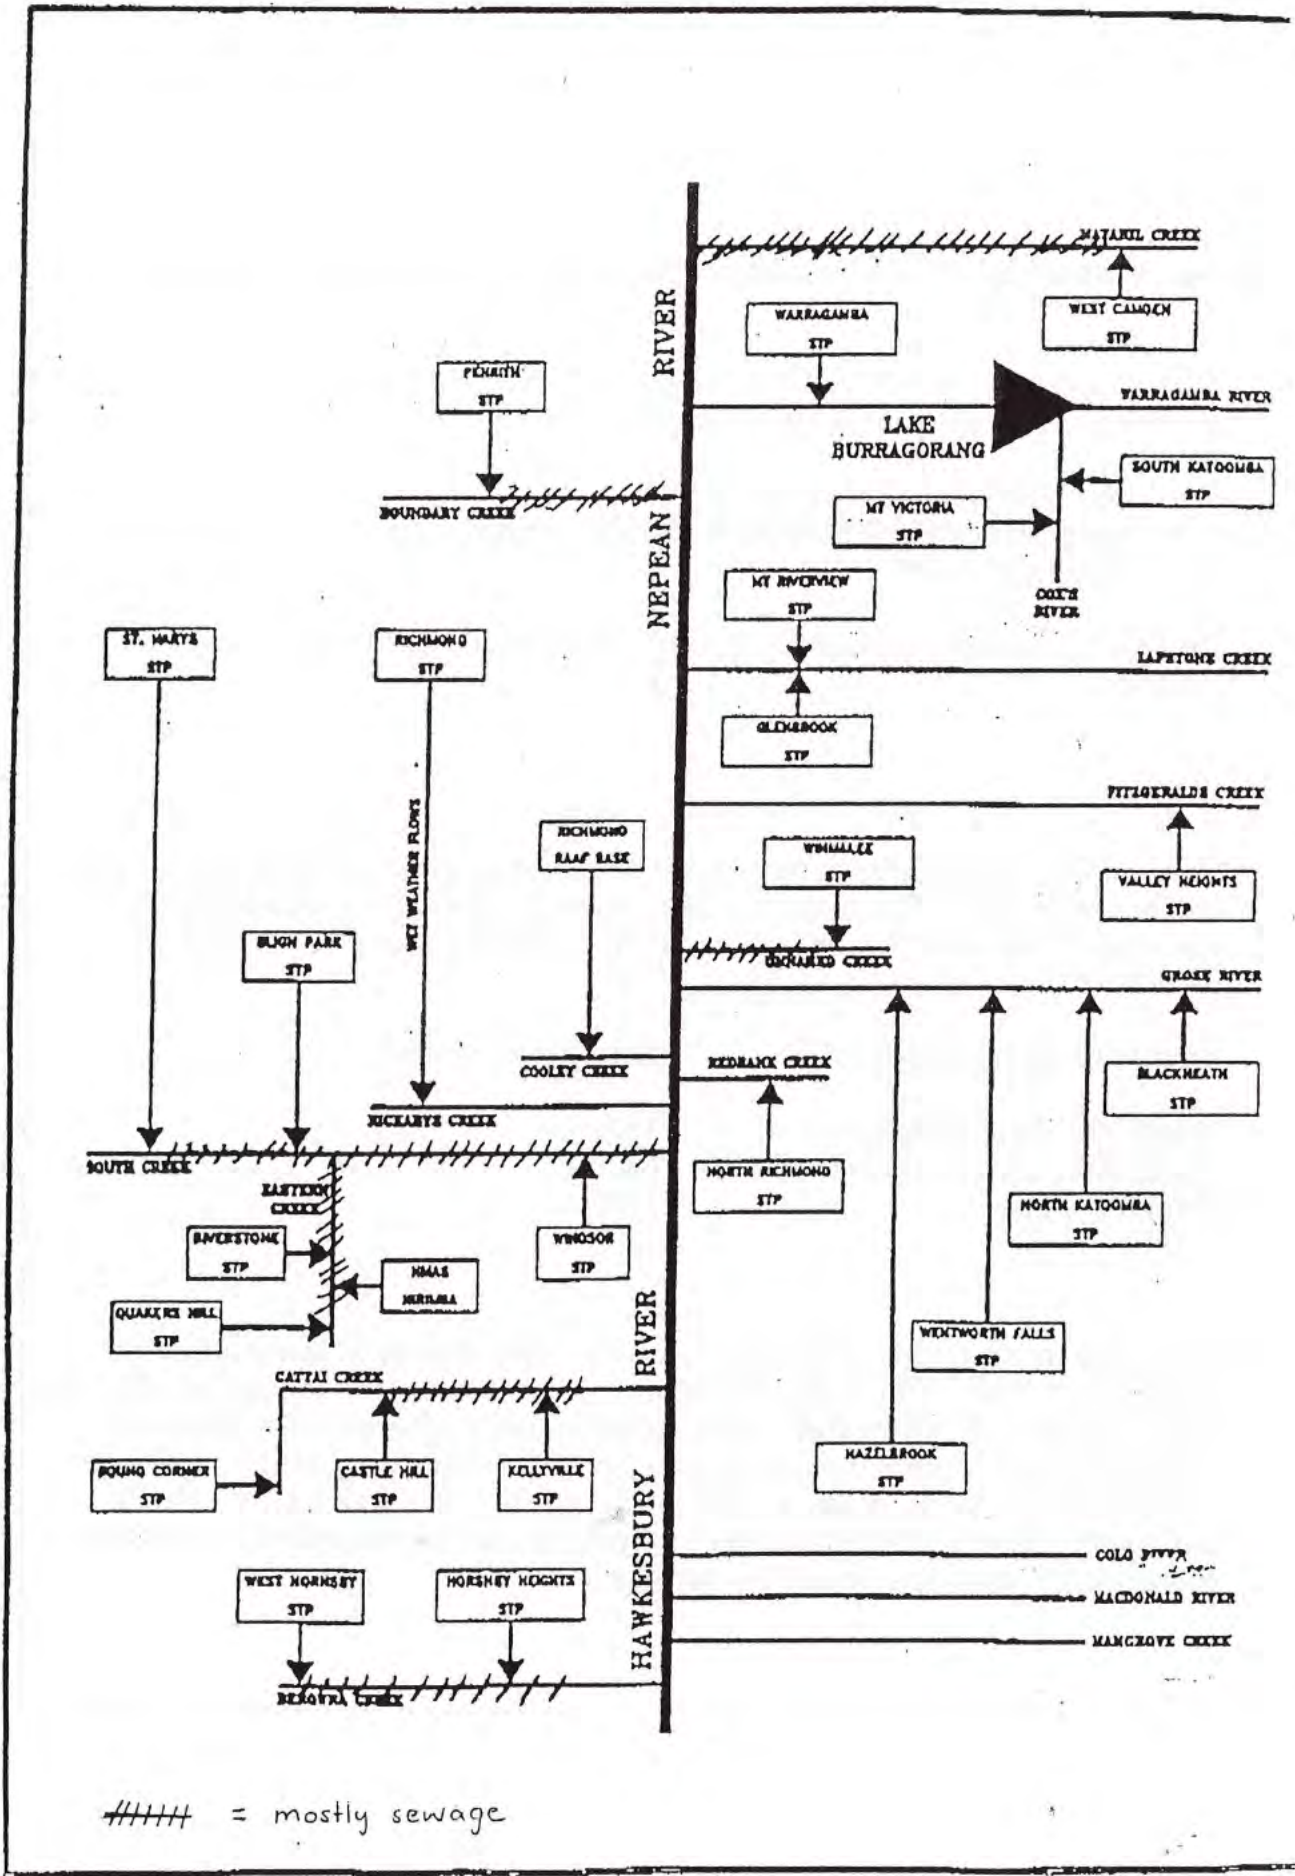 MATAHIL CREEK
WEST CAMDEN
STP
WARRAGAMBA
STP
RIVER
PENRITH
STP
WARRAGAMBA RIVER
LAKE
BURRAGORANG
SOUTH KATOOMBA
STP
BOUNDARY CREEK
MT VICTORIA
STP
NEPEAN
COX'S
RIVER
MT RIVERVIEW
STP
ST. MARYS
STP
RICHMOND
STP
LAPSTONE CREEK
GLENBROOK
STP
FITZGERALDS CREEK
WET WEATHER FLOWS
RICHMOND
RAAF BASE
WINMALEE
STP
VALLEY HEIGHTS
STP
BLIGH PARK
STP
UNNAMED CREEK
GROSE RIVER
COOLEY CREEK
REDBANK CREEK
BLACKHEATH
STP
RICKABYS CREEK
SOUTH CREEK
NORTH RICHMOND
STP
EASTERN
CREEK
NORTH KATOOMBA
STP
RIVERSTONE
STP
WINDSOR
STP
HMAS
NIRIMBA
QUAKERS HILL
STP
WENTWORTH FALLS
STP
RIVER
CATTAI CREEK
HAZELBROOK
STP
ROUND CORNER
STP
CASTLE HILL
STP
KELLYVILLE
STP
HAWKESBURY
COLO RIVER
WEST HORNSBY
STP
HORSNEY HEIGHTS
STP
MACDONALD RIVER
MANGROVE CREEK
BEROWRA CREEK
= mostly sewage